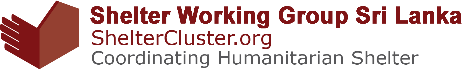 Shelter Working Group Sri Lanka
ShelterCluster.org
Coordinating Humanitarian Shelter